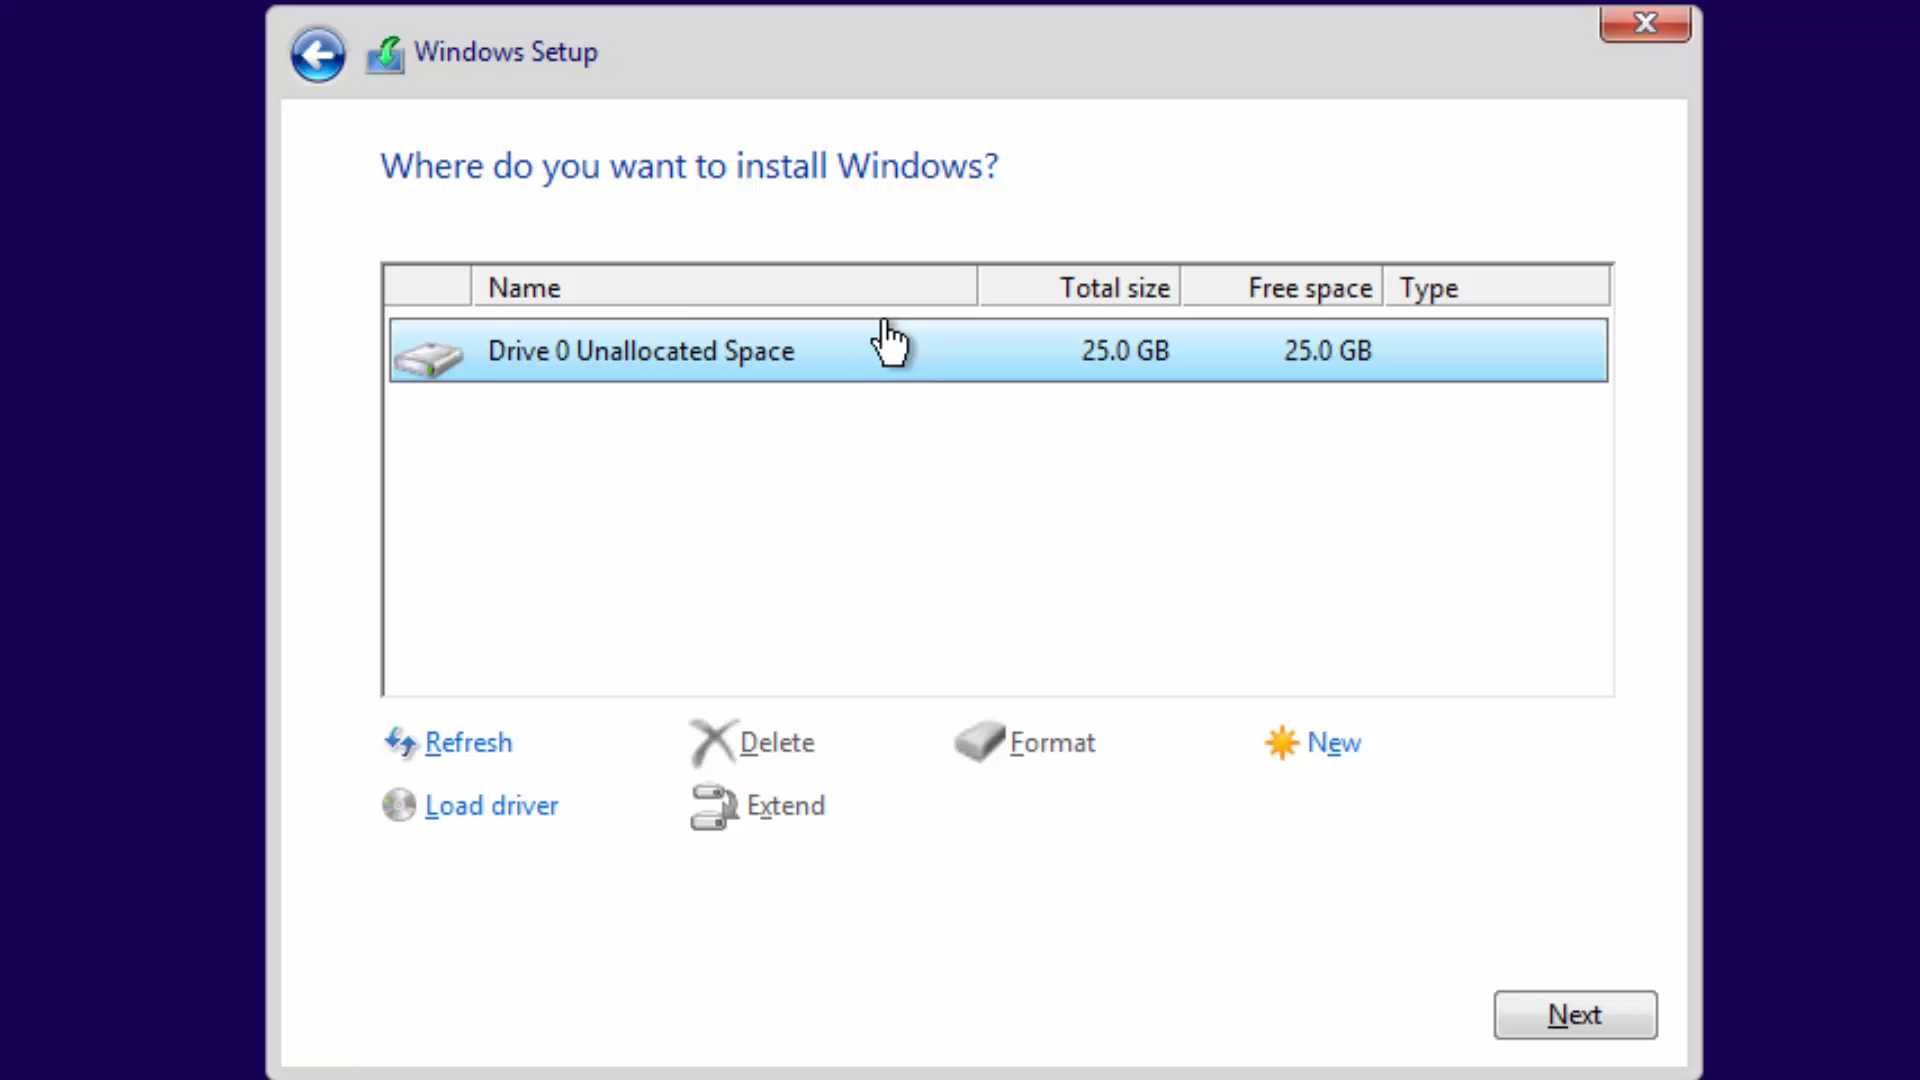 Windows Setup
Where do you want to install Windows?
Name Total size Free space Type
Drive 0 Unallocated Space 25.0 GB 25.0 GB
Refresh Delete Format New
Load driver Extend
Next